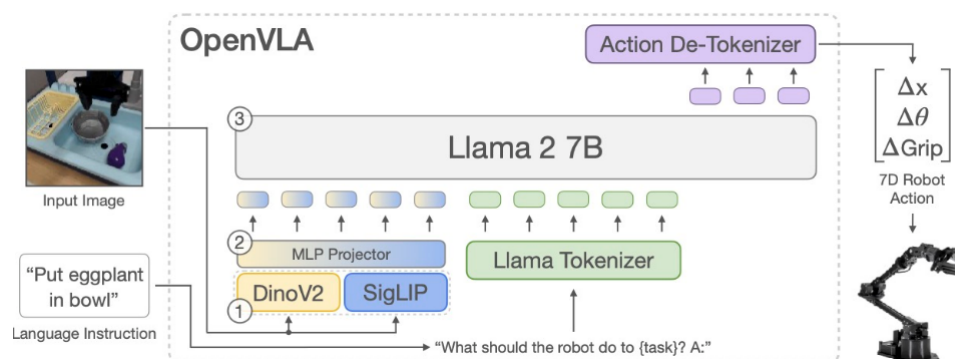 OpenVLA
Action De-Tokenizer
Δx
Δθ
ΔGrip
7D Robot
Action
3
Llama 2 7B
Input Image
2
MLP Projector
Llama Tokenizer
DinoV2
SigLIP
1
“Put eggplant
in bowl”
Language Instruction
“What should the robot do to {task}? A:”